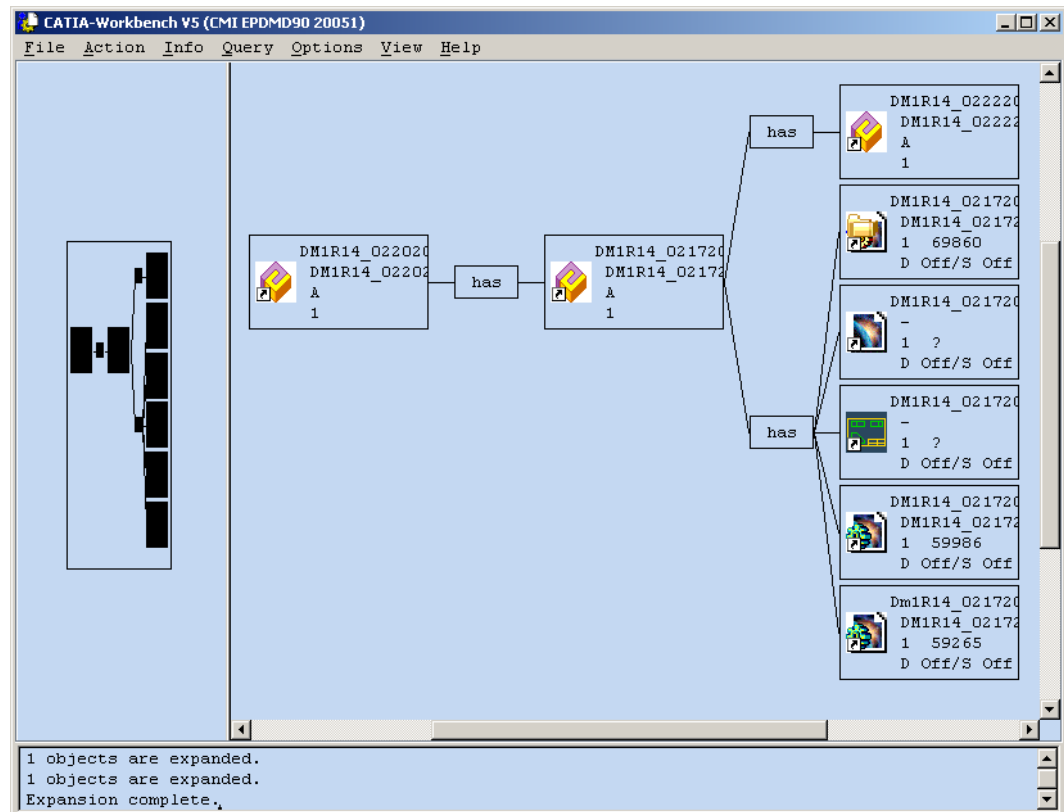 CATIA-Workbench V5 (CMI EPDMD90 20051)
File Action Info Query Options View Help
DM1R14_022220
DM1R14_02222
A
1
has
DM1R14_021720
DM1R14_02172
1 69860
D Off/S Off
DM1R14_022020
DM1R14_02202
A
1
has
DM1R14_021720
DM1R14_02172
A
1
DM1R14_021720
-
1 ?
D Off/S Off
has
DM1R14_021720
-
1 ?
D Off/S Off
DM1R14_021720
DM1R14_02172
1 59986
D Off/S Off
Dm1R14_021720
DM1R14_02172
1 59265
D Off/S Off
1 objects are expanded.
1 objects are expanded.
Expansion complete.